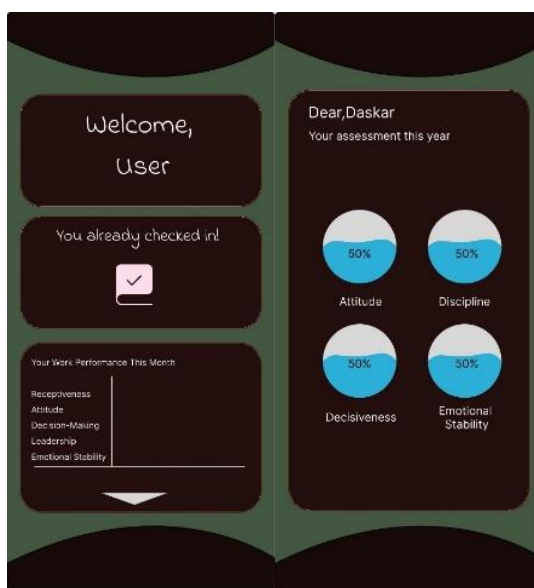 Welcome,
User
You already checked in!
Your Work Performance This Month
Receptiveness
Attitude
Decision-Making
Leadership
Emotional Stability
Dear,Daskar
Your assessment this year
50%
50%
Attitude
Discipline
50%
50%
Decisiveness
Emotional
Stability